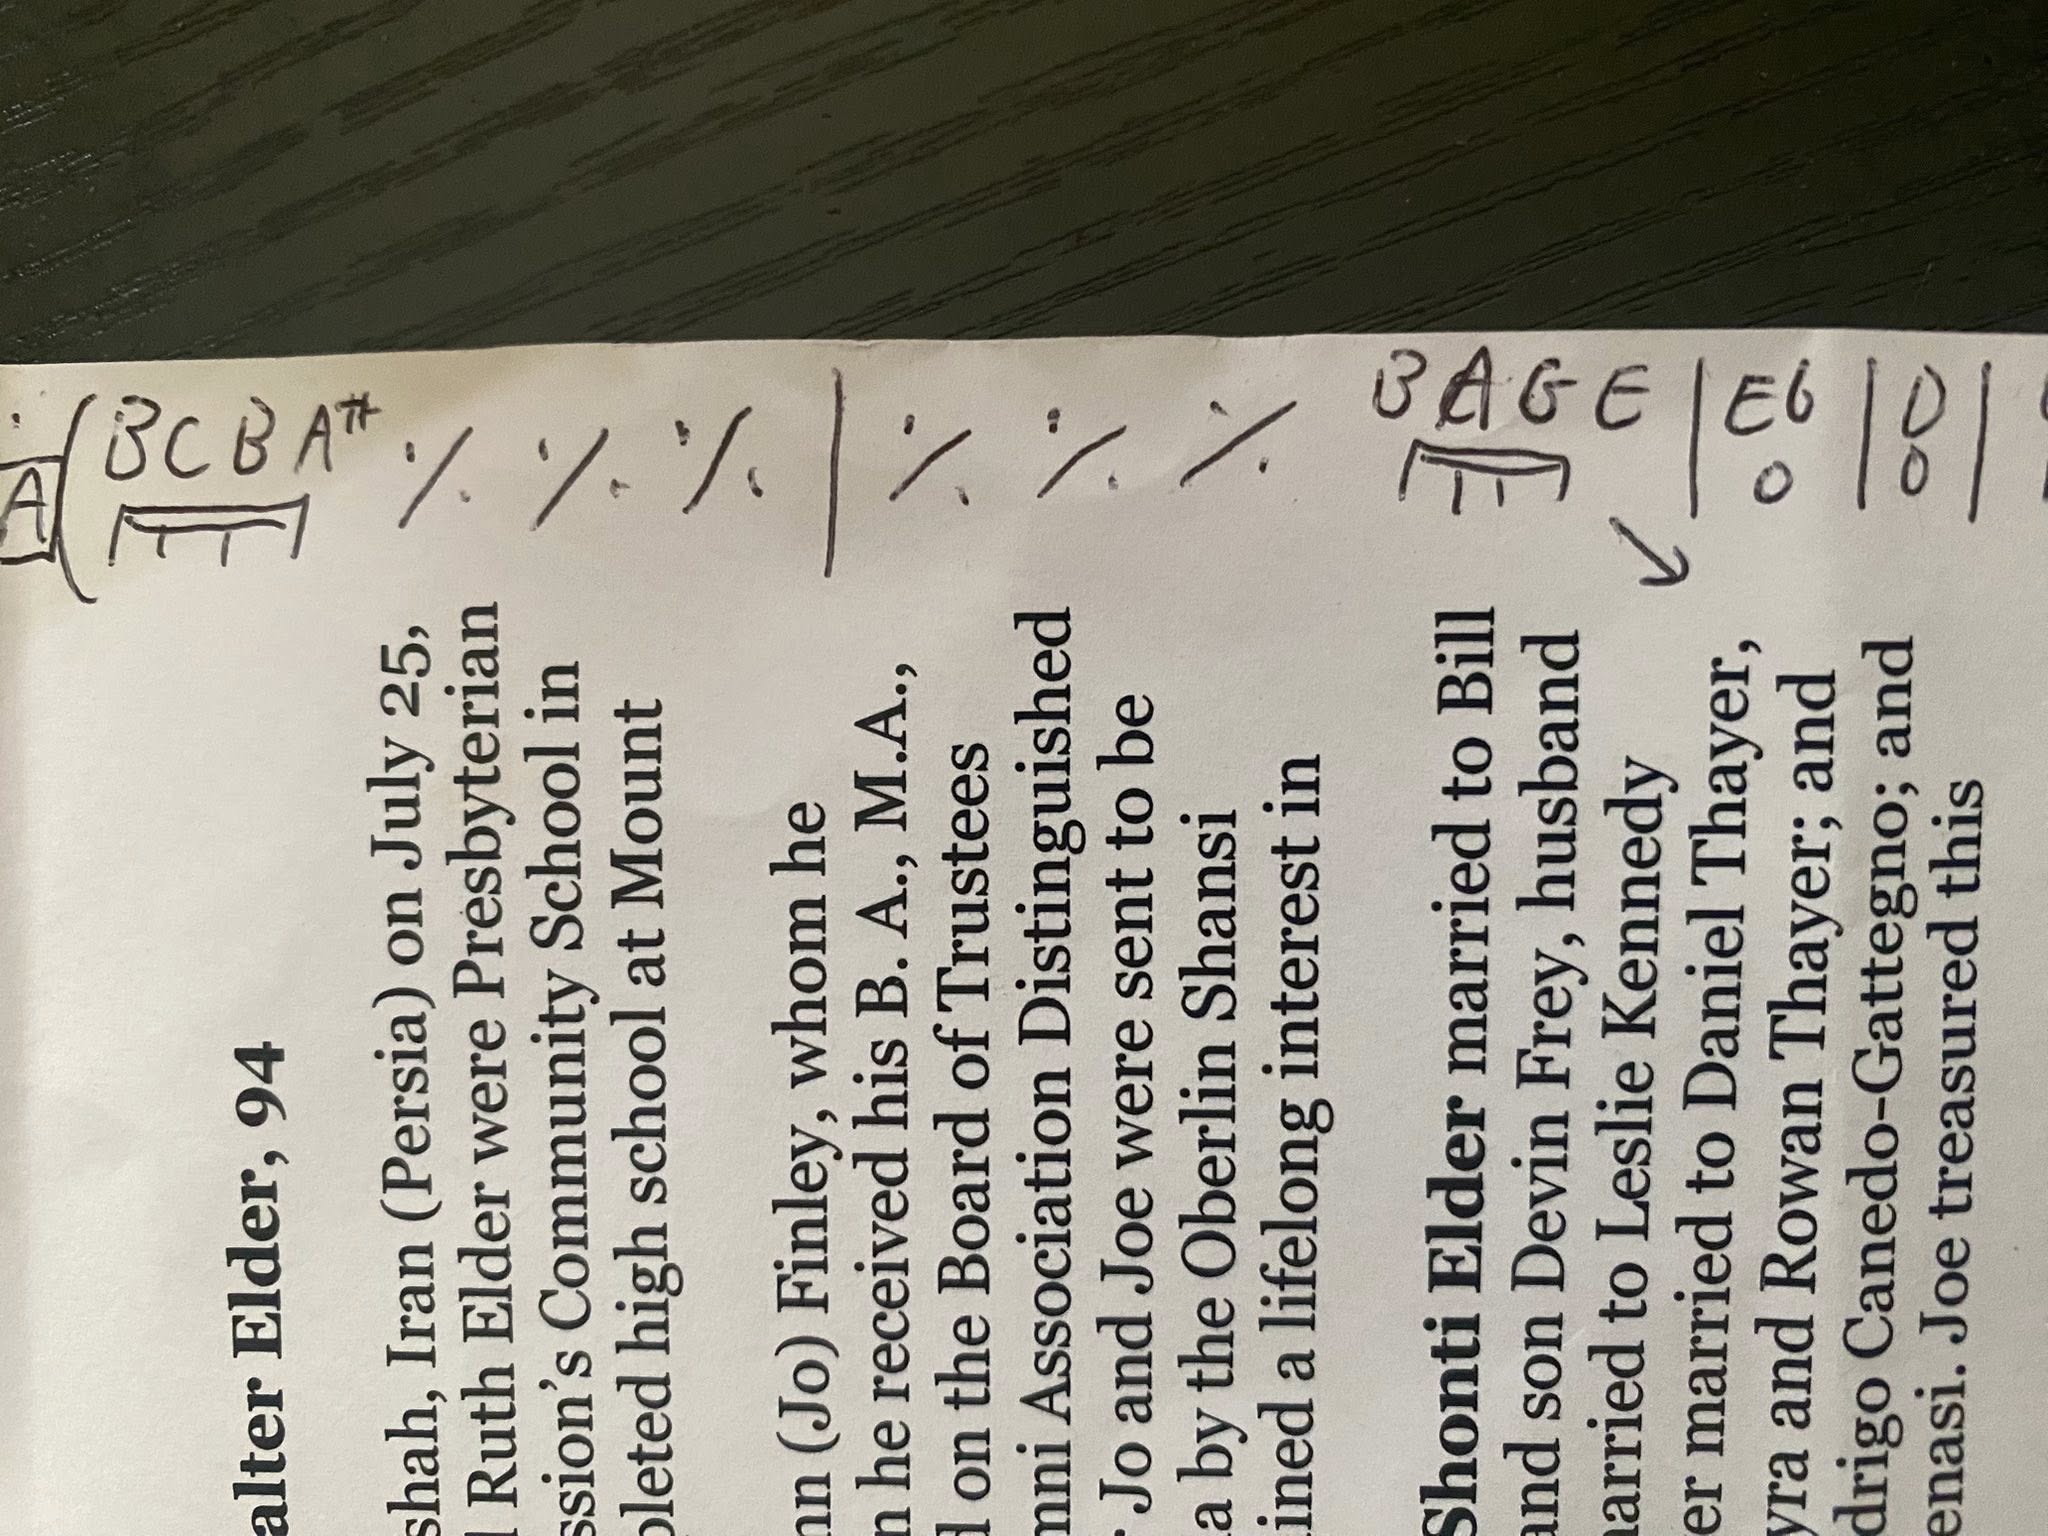 A ( B C B A# ⁒ ⁒ ⁒ | ⁒ ⁒ ⁒ B A G E | Eb | D |
o o
alter Elder, 94
shah, Iran (Persia) on July 25,
Ruth Elder were Presbyterian
ssion's Community School in
pleted high school at Mount
nn (Jo) Finley, whom he
n he received his B. A., M.A.,
d on the Board of Trustees
mni Association Distinguished
Jo and Joe were sent to be
a by the Oberlin Shansi
ined a lifelong interest in
Shonti Elder married to Bill
and son Devin Frey, husband
arried to Leslie Kennedy
er married to Daniel Thayer,
yra and Rowan Thayer; and
drigo Canedo-Gattegno; and
enasi. Joe treasured this